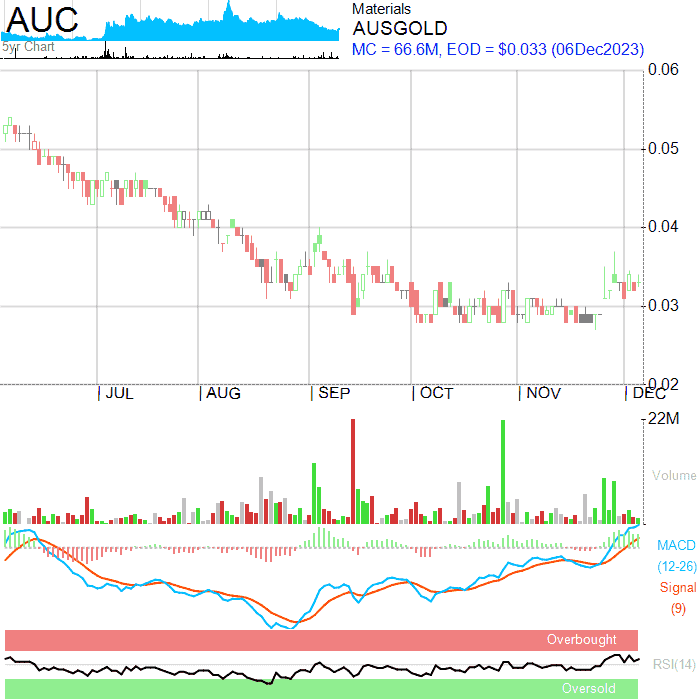 AUC
5yr Chart
Materials
AUSGOLD
MC = 66.6M, EOD = $0.033 (06Dec2023)
0.06
0.05
0.04
0.03
0.02
| JUL | AUG | SEP | OCT | NOV | DEC
22M
Volume
MACD
(12-26)
Signal
(9)
Overbought
RSI(14)
Oversold